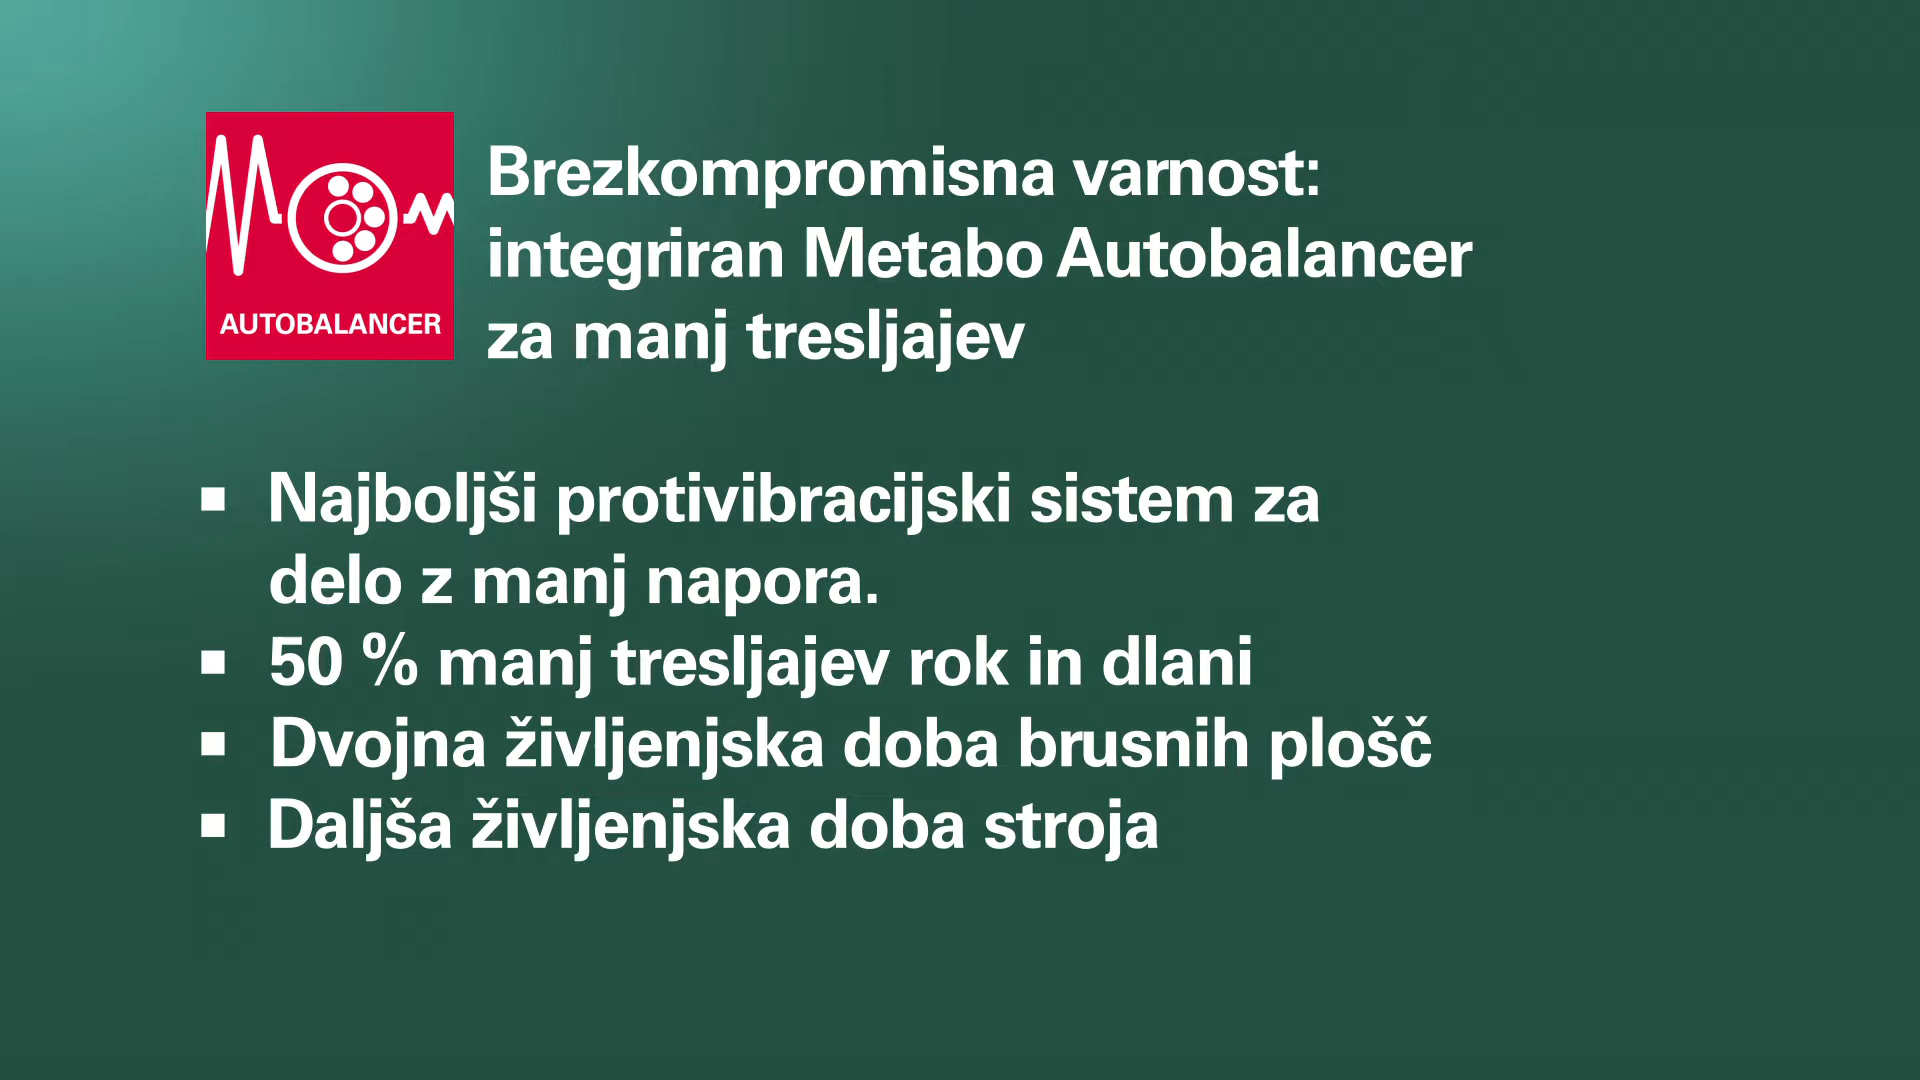 AUTOBALANCER
Brezkompromisna varnost:
integriran Metabo Autobalancer
za manj tresljajev
▪ Najboljši protivibracijski sistem za
delo z manj napora.
▪ 50 % manj tresljajev rok in dlani
▪ Dvojna življenjska doba brusnih plošč
▪ Daljša življenjska doba stroja